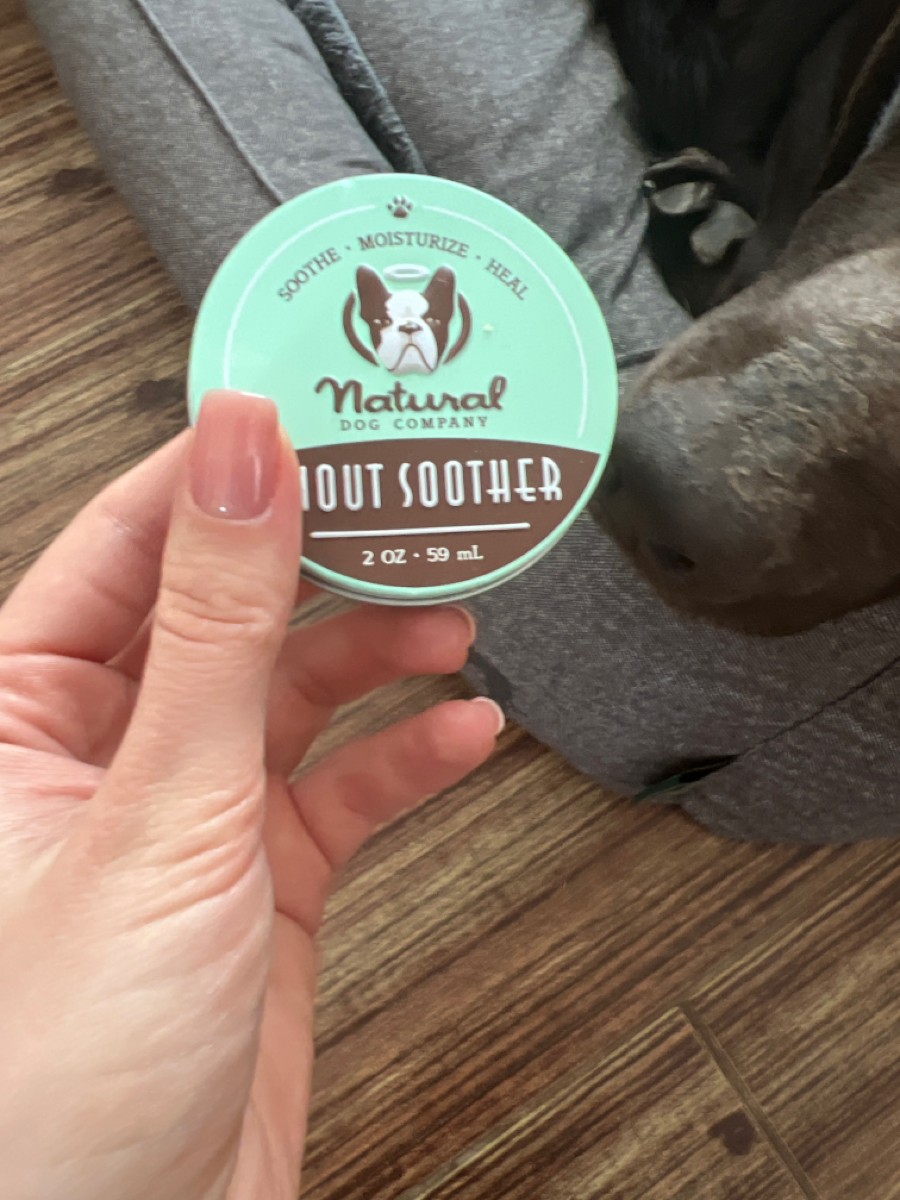 SOOTHE · MOISTURIZE · HEAL
Natural
DOG COMPANY
OUT SOOTHER
2 OZ · 59 mL